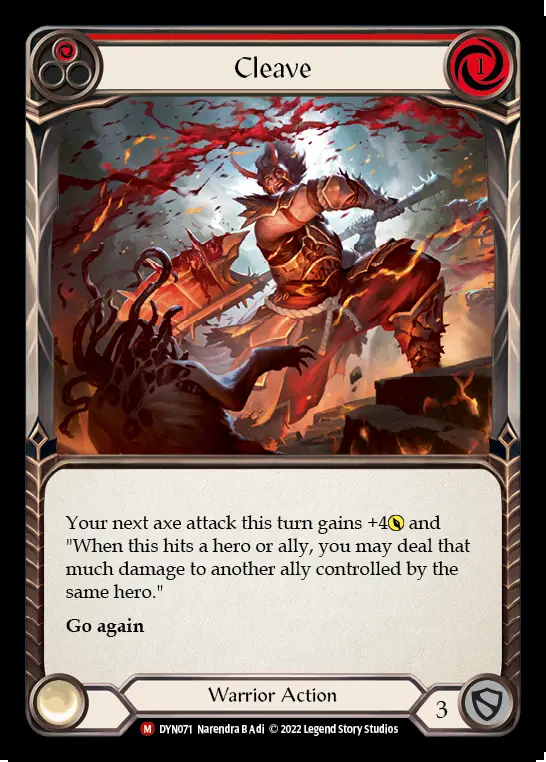 Cleave
1
Your next axe attack this turn gains +4 and
"When this hits a hero or ally, you may deal that
much damage to another ally controlled by the
same hero."
Go again
Warrior Action
3
M DYN071 Narendra B Adi © 2022 Legend Story Studios